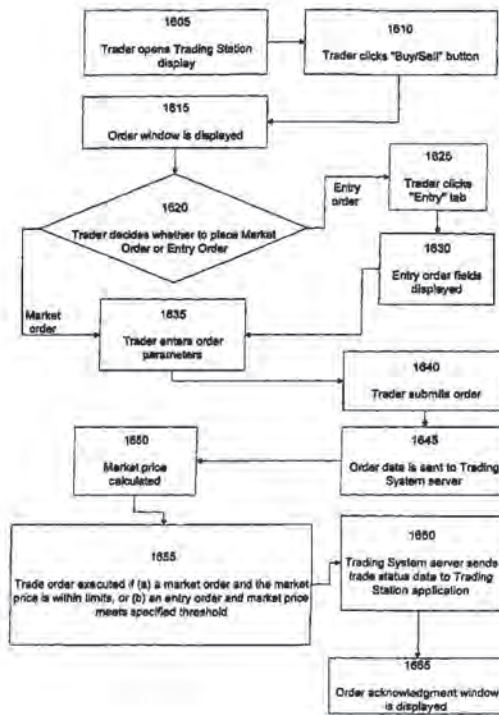 1605
Trader opens Trading Station
display
1610
Trader clicks "Buy/Sell" button
1615
Order window is displayed
1620
Trader decides whether to place Market
Order or Entry Order
Entry
order
1625
Trader clicks
"Entry" tab
1630
Entry order fields
displayed
Market
order
1635
Trader enters order
parameters
1640
Trader submits order
1645
Order data is sent to Trading
System server
1650
Market price
calculated
1655
Trade order executed if (a) a market order and the market
price is within limits, or (b) an entry order and market price
meets specified threshold
1660
Trading System server sends
trade status data to Trading
Station application
1665
Order acknowledgment window
is displayed